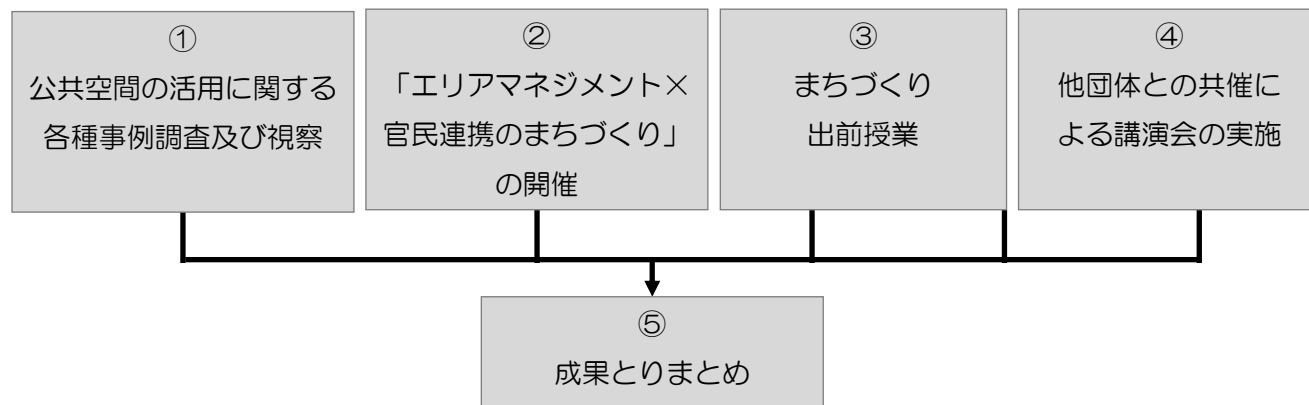 ①
公共空間の活用に関する
各種事例調査及び視察
②
「エリアマネジメント×
官民連携のまちづくり」
の開催
③
まちづくり
出前授業
④
他団体との共催に
よる講演会の実施
⑤
成果とりまとめ